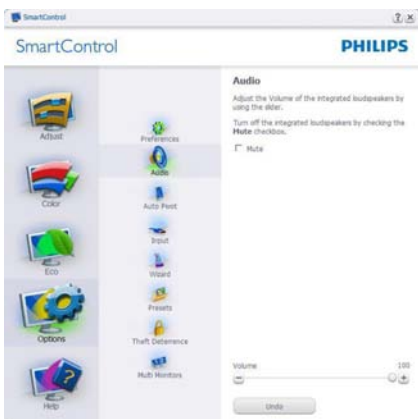 SmartControl
SmartControl
PHILIPS
Adjust
Color
Eco
Options
Help
Preferences
Audio
Auto Pivot
Input
Wizard
Presets
Theft Deterrence
Multi Monitors
Audio
Adjust the Volume of the integrated loudspeakers by
using the slider.
Turn off the integrated loudspeakers by checking the
Mute checkbox.
Mute
Volume 100
Undo